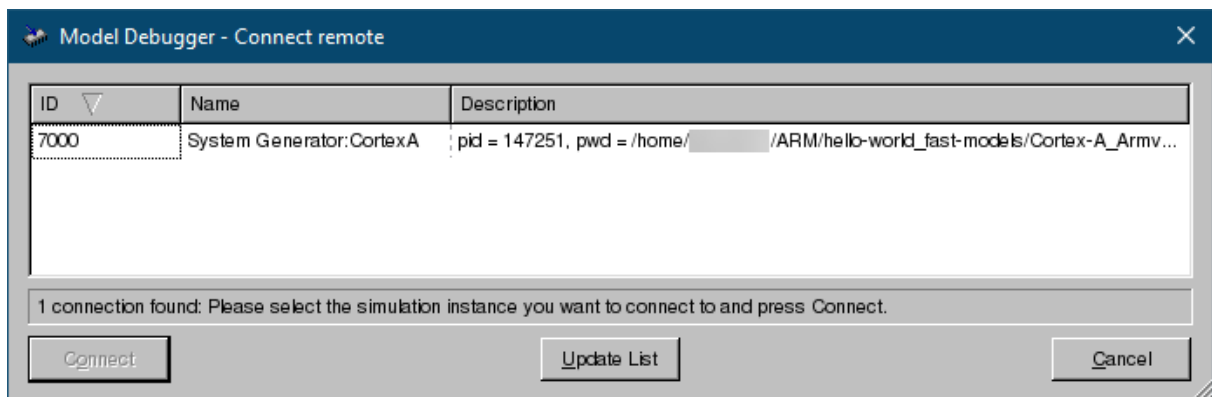 Model Debugger - Connect remote
ID Name Description
7000 System Generator:CortexA pid = 147251, pwd = /home/ /ARM/hello-world_fast-models/Cortex-A_Armv...
1 connection found: Please select the simulation instance you want to connect to and press Connect.
Connect Update List Cancel